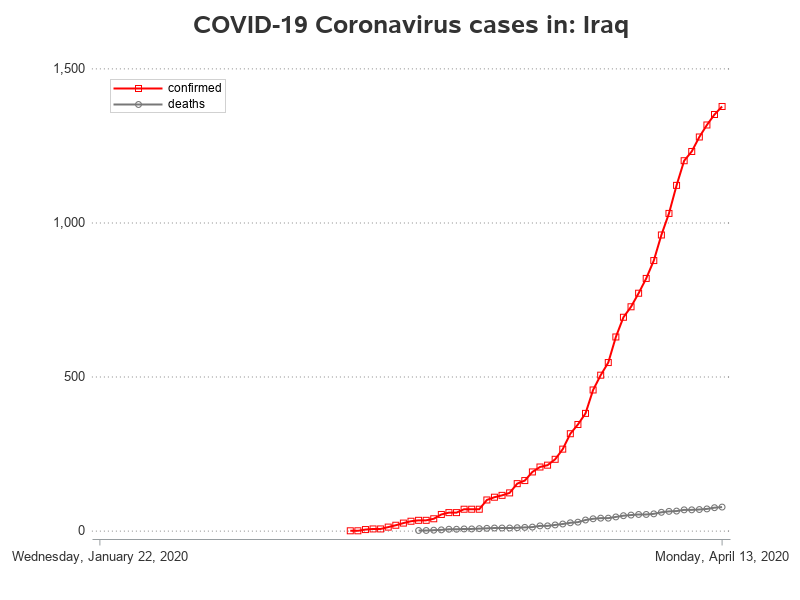 COVID-19 Coronavirus cases in: Iraq
1,500
confirmed
deaths
1,000
500
0
Wednesday, January 22, 2020
Monday, April 13, 2020